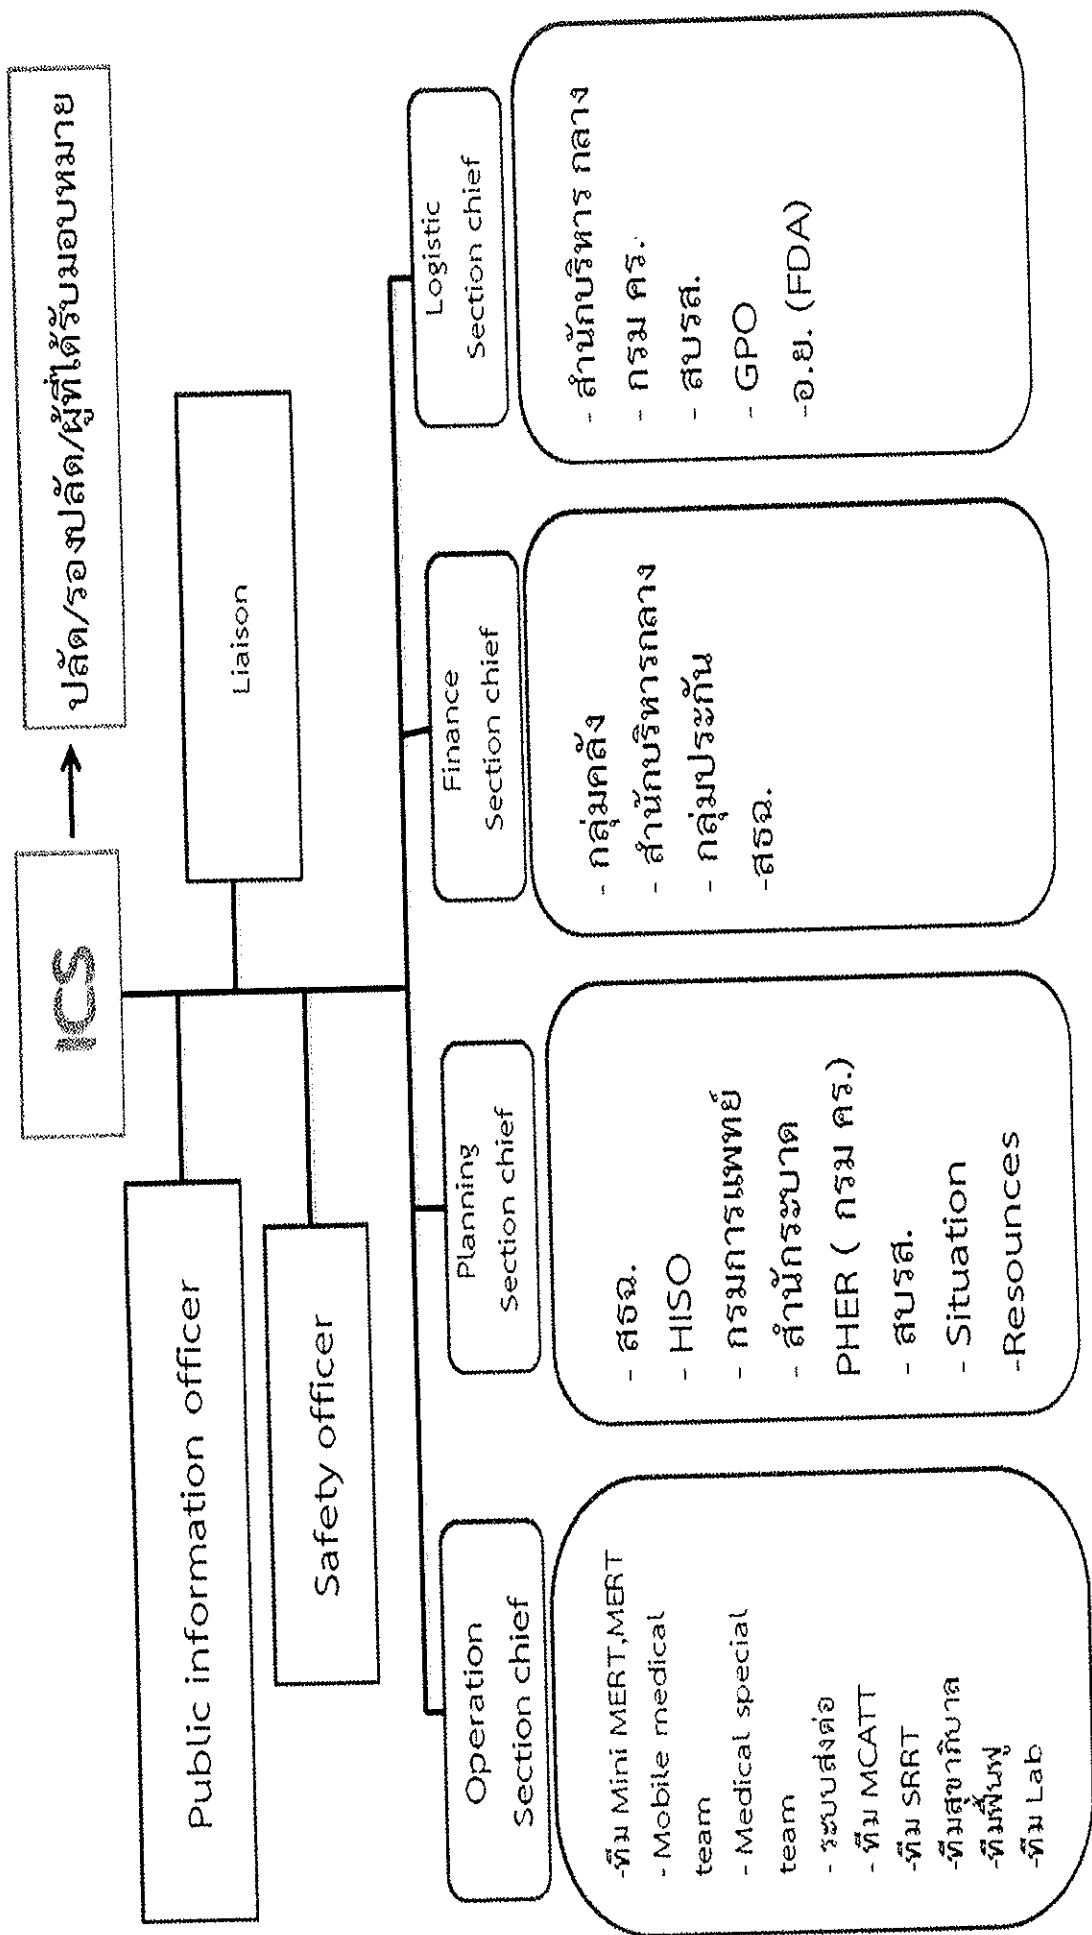 ICS
ปลัด/รองปลัด/ผู้ที่ได้รับมอบหมาย
Public information officer
Liaison
Safety officer
Operation
Section chief
-ทีม Mini MERT,MERT
- Mobile medical
team
- Medical special
team
- ระบบส่งต่อ
- ทีม MCATT
-ทีม SRRT
-ทีมสุขาภิบาล
-ทีมฟื้นฟู
-ทีม Lab
Planning
Section chief
- สธฉ.
- HISO
- กรมการแพทย์
- สำนักระบาด
PHER ( กรม คร.)
- สบรส.
- Situation
-Resounces
Finance
Section chief
- กลุ่มคลัง
- สำนักบริหารกลาง
- กลุ่มประกัน
-สธฉ.
Logistic
Section chief
- สำนักบริหาร กลาง
- กรม คร.
- สบรส.
- GPO
-อ.ย. (FDA)